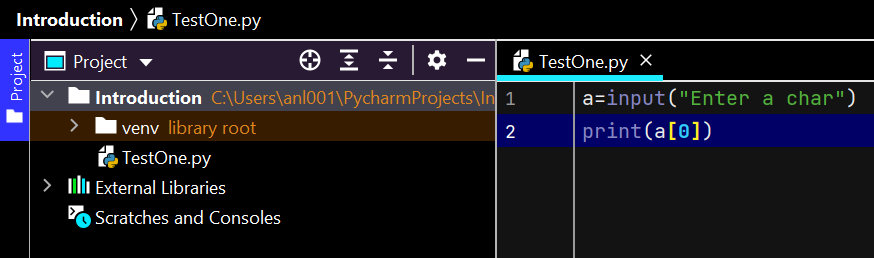 Introduction > TestOne.py
Project
Project
Introduction C:\Users\anl001\PycharmProjects\In
venv library root
TestOne.py
External Libraries
Scratches and Consoles
TestOne.py ×
1 a=input("Enter a char")
2 print(a[0])